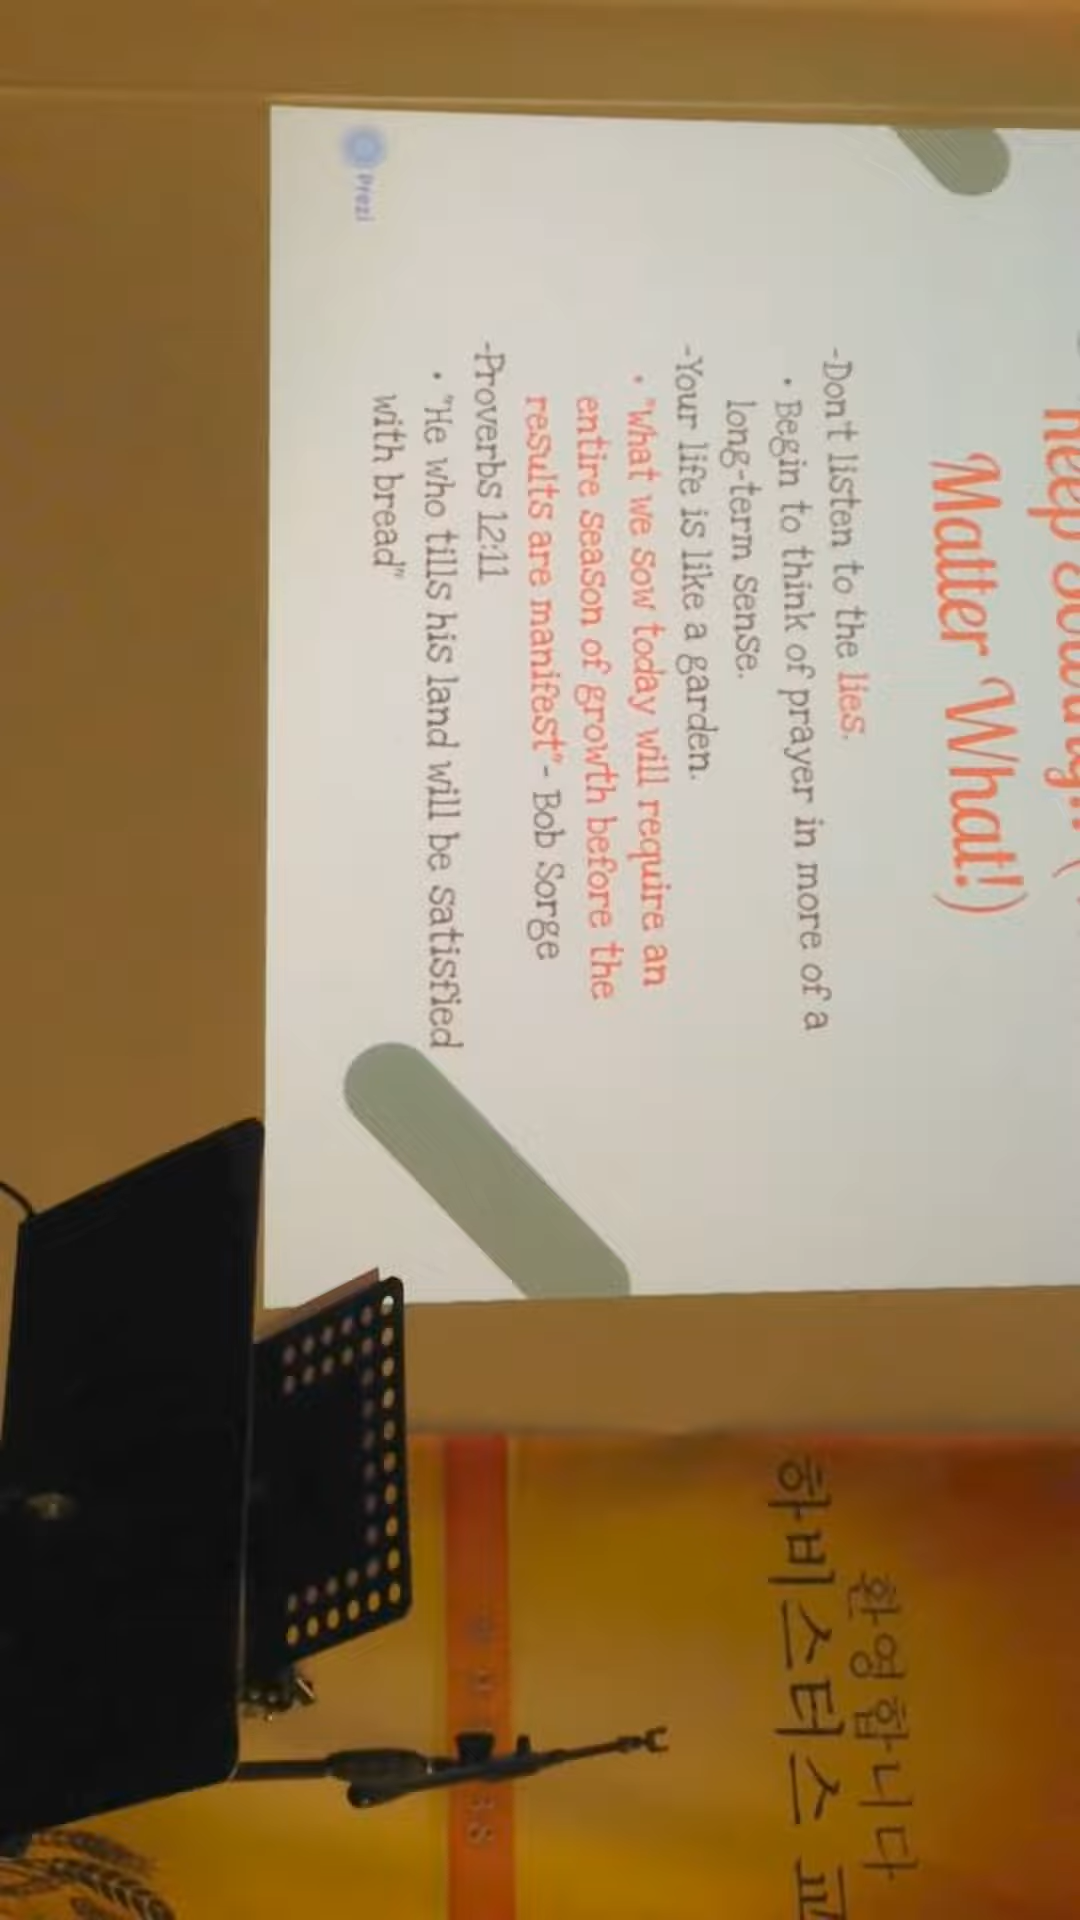 Matter What!)
-Don't listen to the lies.
• Begin to think of prayer in more of a
long-term sense.
-Your life is like a garden.
• "What we sow today will require an
entire season of growth before the
results are manifest" - Bob Sorge
-Proverbs 12:11
• "He who tills his land will be satisfied
with bread"
Prezi
환영합니다
하비스터스 교